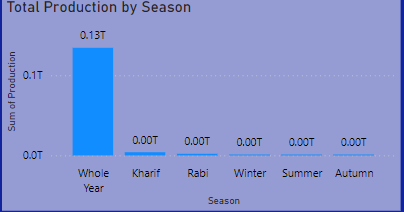 Total Production by Season
Sum of Production
0.1T
0.0T
0.13T
0.00T
0.00T
0.00T
0.00T
0.00T
Whole
Year
Kharif
Rabi
Winter
Summer
Autumn
Season